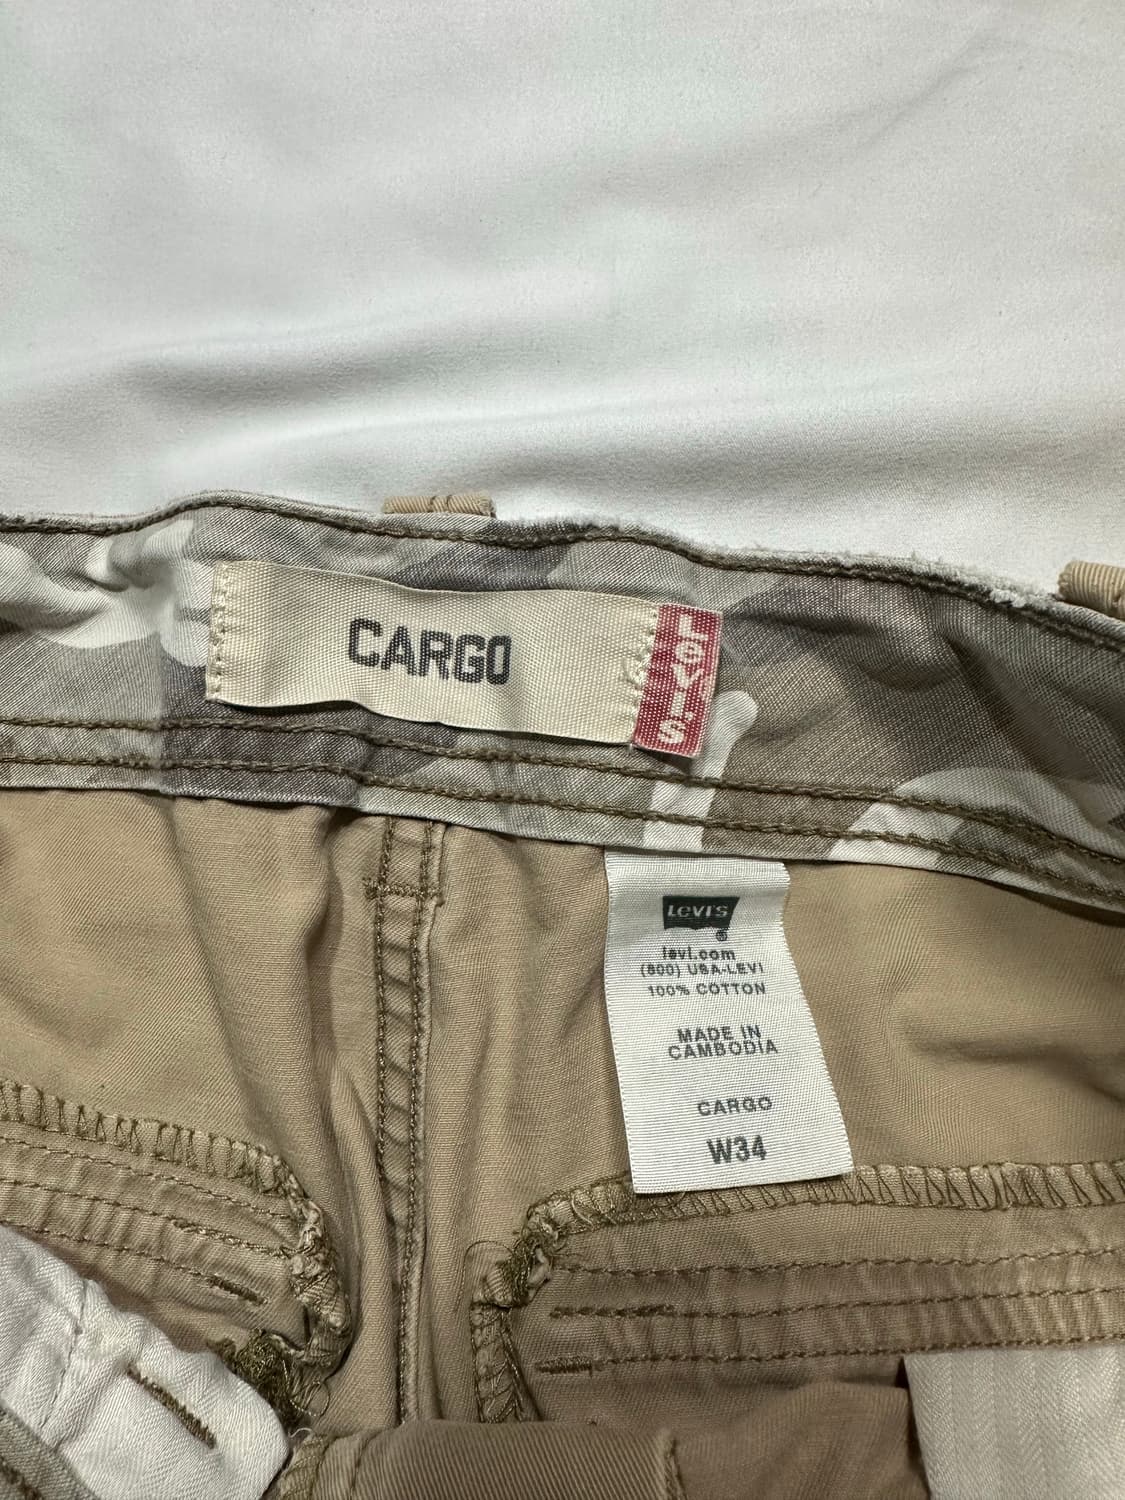 CARGO
Levi's
Levi's
®
levi.com
(800) USA-LEVI
100% COTTON
MADE IN
CAMBODIA
CARGO
W34